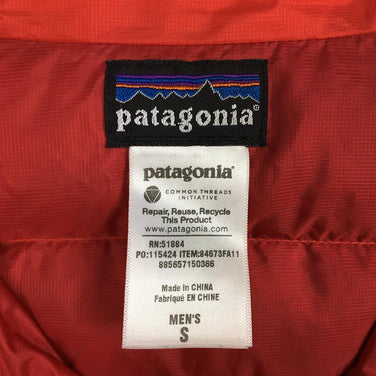 patagonia®
patagonia®
COMMON THREADS
INITIATIVE
Repair, Reuse, Recycle
This Product
www.patagonia.com
RN:51884
PO:115424 ITEM:84673FA11
885657150366
Made in CHINA
Fabriqué EN CHINE
MEN'S
S